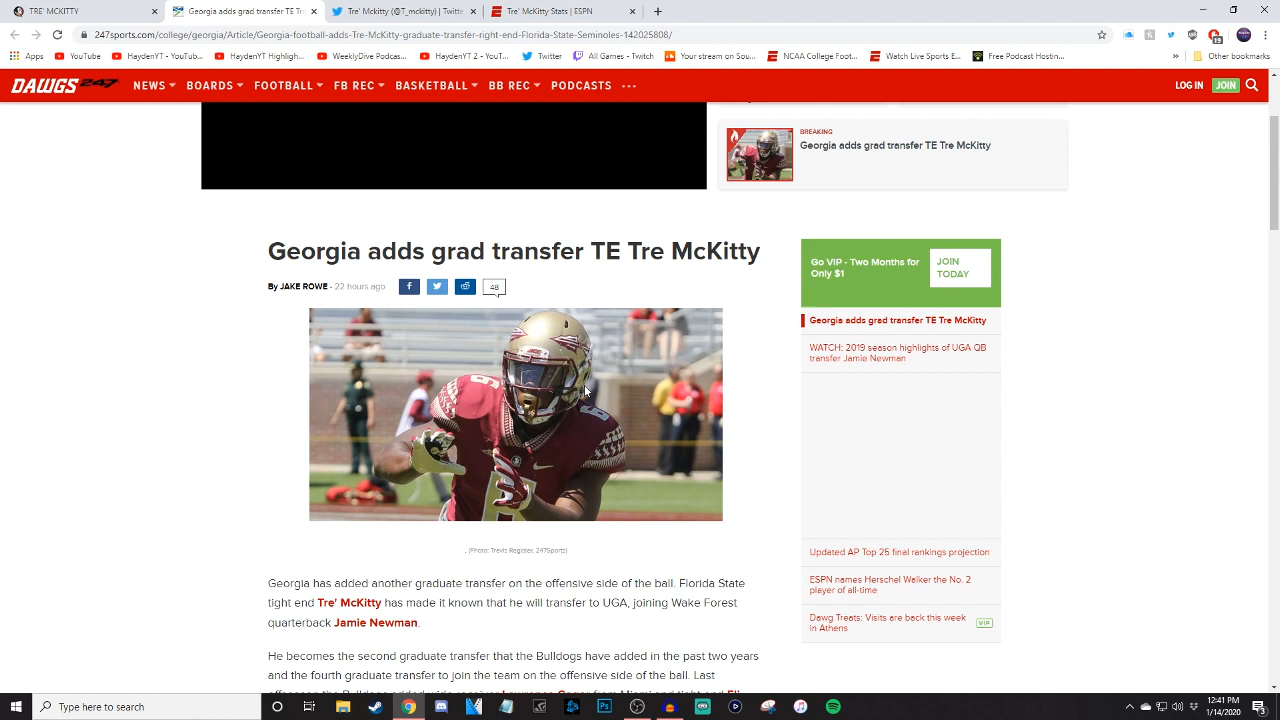 TRE' MCKITTY
Georgia adds grad transfer TE Tre
Tre' McKitty (@T_mckitty) / Twitter
Tre' McKitty Stats | ESPN
247sports.com/college/georgia/Article/Georgia-football-adds-Tre-McKitty-graduate-transfer-right-end-Florida-State-Seminoles-142025808/
Apps
YouTube
HaydenYT - YouTub...
HaydenYT Highligh...
WeeklyDive Podcas...
HaydenYT 2 - YouT...
Twitter
All Games - Twitch
Your stream on Sou...
NCAA College Foot...
Watch Live Sports E...
Free Podcast Hostin...
»
Other bookmarks
DAWGS 247
NEWS
BOARDS
FOOTBALL
FB REC
BASKETBALL
BB REC
PODCASTS
LOG IN
JOIN
BREAKING
Georgia adds grad transfer TE Tre McKitty
Georgia adds grad transfer TE Tre McKitty
By JAKE ROWE - 22 hours ago
48
6
6
, (Photo: Travis Register, 247Sports)
Georgia has added another graduate transfer on the offensive side of the ball. Florida State
tight end Tre' McKitty has made it known that he will transfer to UGA, joining Wake Forest
quarterback Jamie Newman.
He becomes the second graduate transfer that the Bulldogs have added in the past two years
and the fourth graduate transfer to join the team on the offensive side of the ball. Last
Go VIP - Two Months for
Only $1
JOIN
TODAY
Georgia adds grad transfer TE Tre McKitty
WATCH: 2019 season highlights of UGA QB
transfer Jamie Newman
Updated AP Top 25 final rankings projection
ESPN names Herschel Walker the No. 2
player of all-time
Dawg Treats: Visits are back this week
in Athens
VIP
Type here to search
12:41 PM
1/14/2020